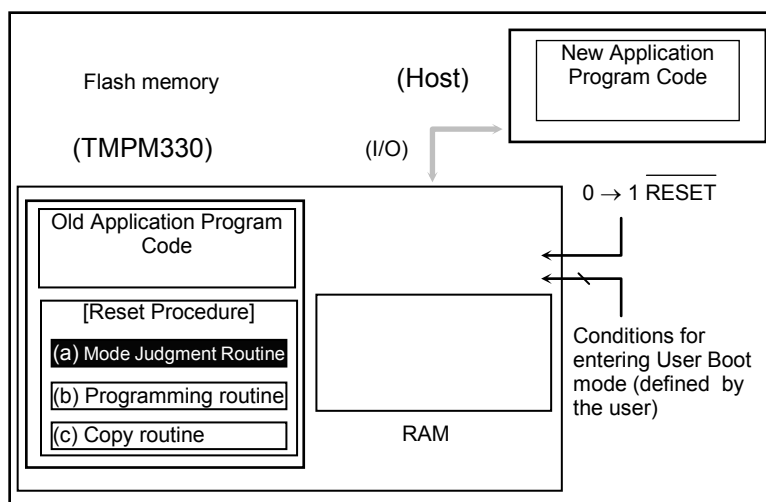 New Application
Program Code
(Host)
Flash memory
(TMPM330)
(I/O)
0 → 1 RESET
Old Application Program
Code
[Reset Procedure]
(a) Mode Judgment Routine
(b) Programming routine
(c) Copy routine
RAM
Conditions for
entering User Boot
mode (defined by
the user)